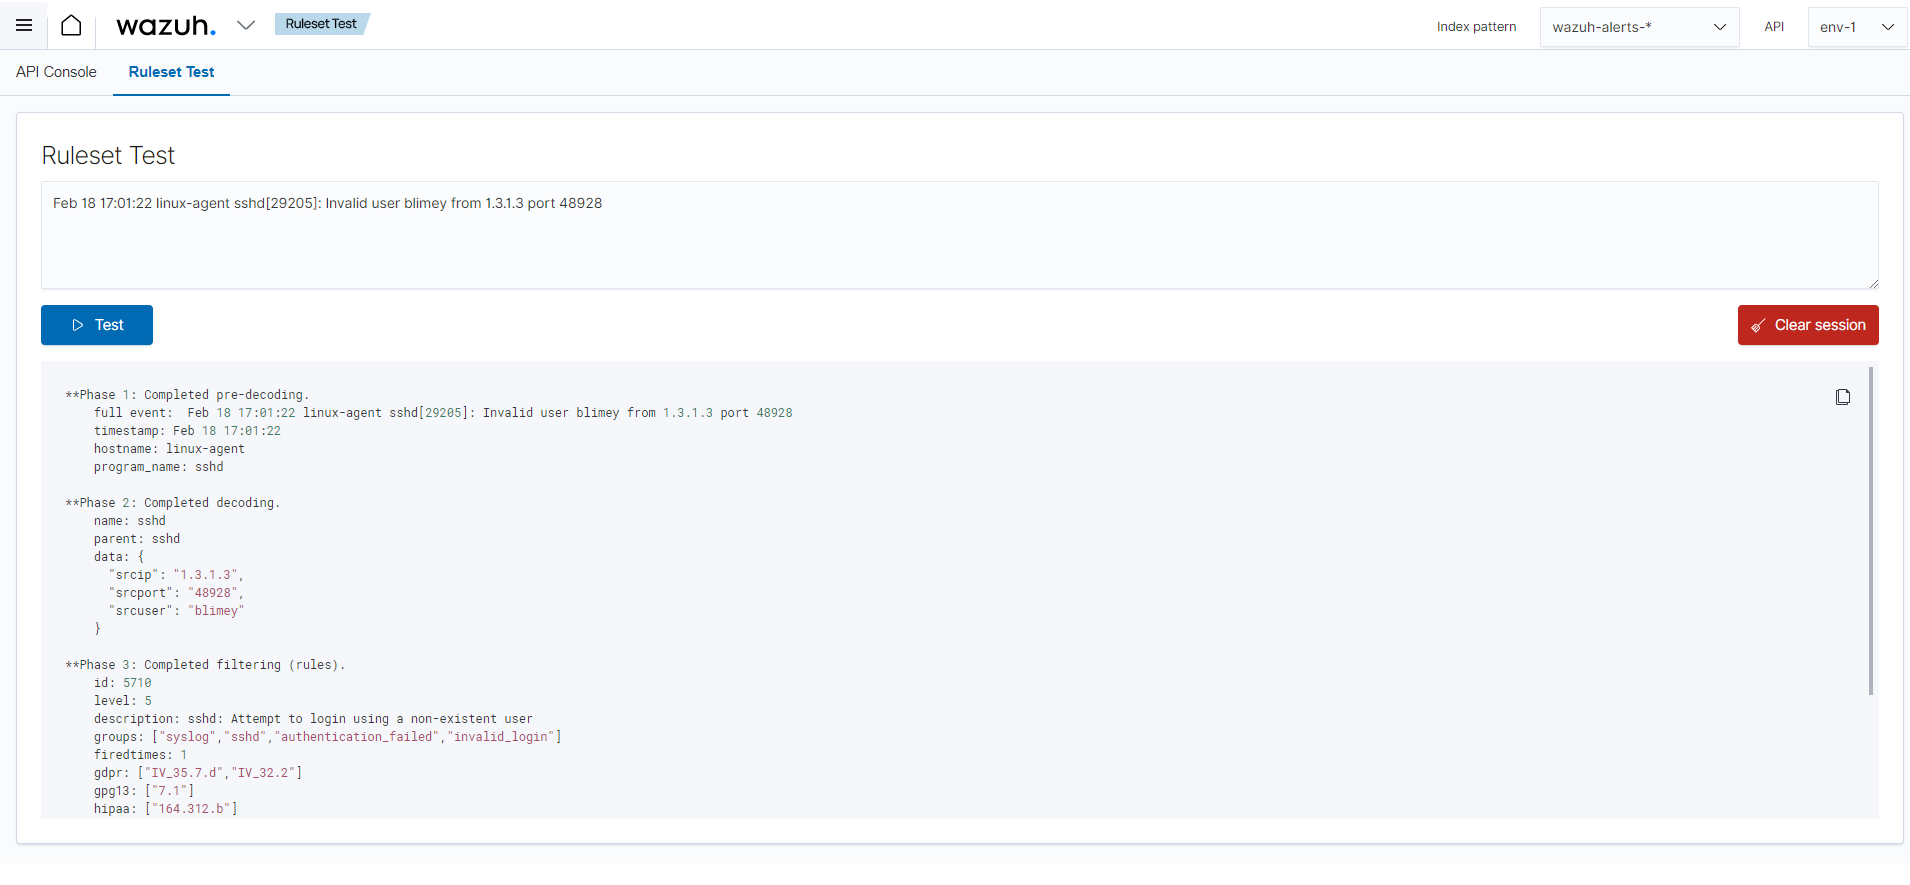 wazuh.
Ruleset Test
Index pattern
wazuh-alerts-*
API
env-1
API Console
Ruleset Test
Ruleset Test
Feb 18 17:01:22 linux-agent sshd[29205]: Invalid user blimey from 1.3.1.3 port 48928
Test
Clear session
**Phase 1: Completed pre-decoding.
    full event:  Feb 18 17:01:22 linux-agent sshd[29205]: Invalid user blimey from 1.3.1.3 port 48928
    timestamp: Feb 18 17:01:22
    hostname: linux-agent
    program_name: sshd
**Phase 2: Completed decoding.
    name: sshd
    parent: sshd
    data: {
      "srcip": "1.3.1.3",
      "srcport": "48928",
      "srcuser": "blimey"
    }
**Phase 3: Completed filtering (rules).
    id: 5710
    level: 5
    description: sshd: Attempt to login using a non-existent user
    groups: ["syslog","sshd","authentication_failed","invalid_login"]
    firedtimes: 1
    gdpr: ["IV_35.7.d","IV_32.2"]
    gpg13: ["7.1"]
    hipaa: ["164.312.b"]